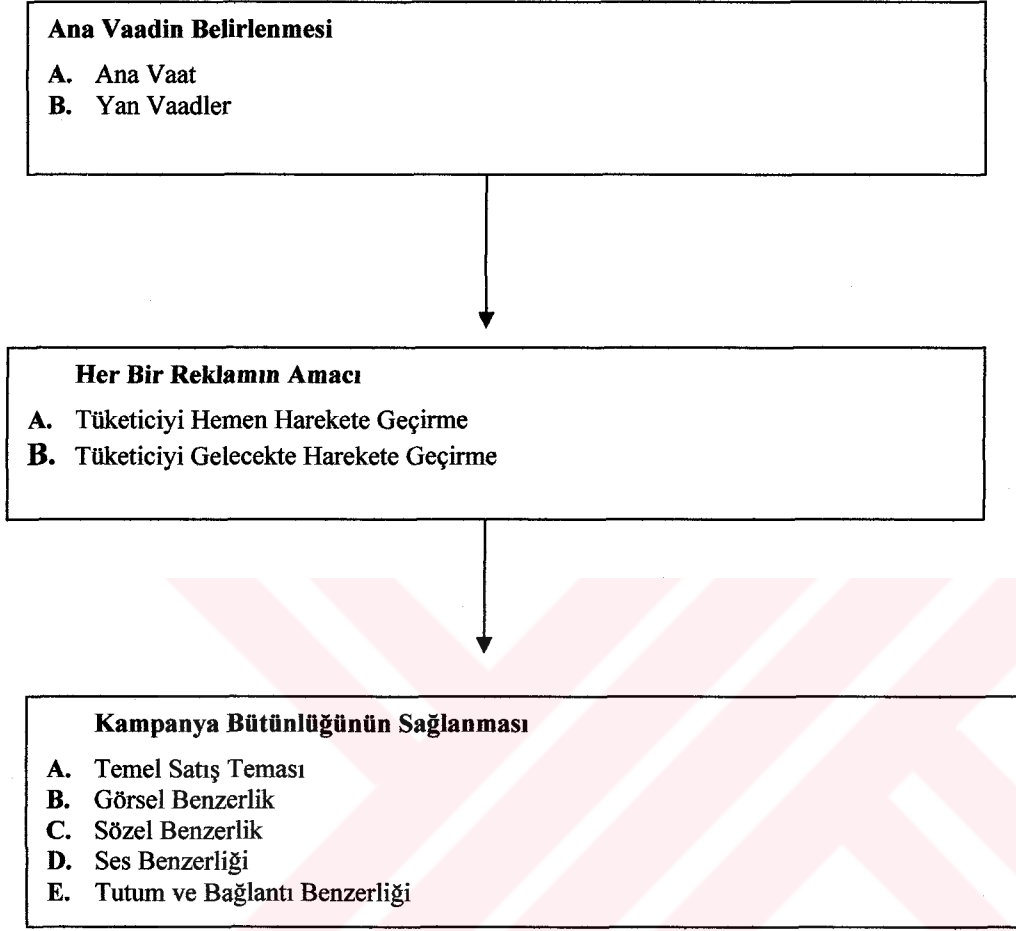 Ana Vaadin Belirlenmesi
A. Ana Vaat
B. Yan Vaadler
Her Bir Reklamın Amacı
A. Tüketiciyi Hemen Harekete Geçirme
B. Tüketiciyi Gelecekte Harekete Geçirme
Kampanya Bütünlüğünün Sağlanması
A. Temel Satış Teması
B. Görsel Benzerlik
C. Sözel Benzerlik
D. Ses Benzerliği
E. Tutum ve Bağlantı Benzerliği